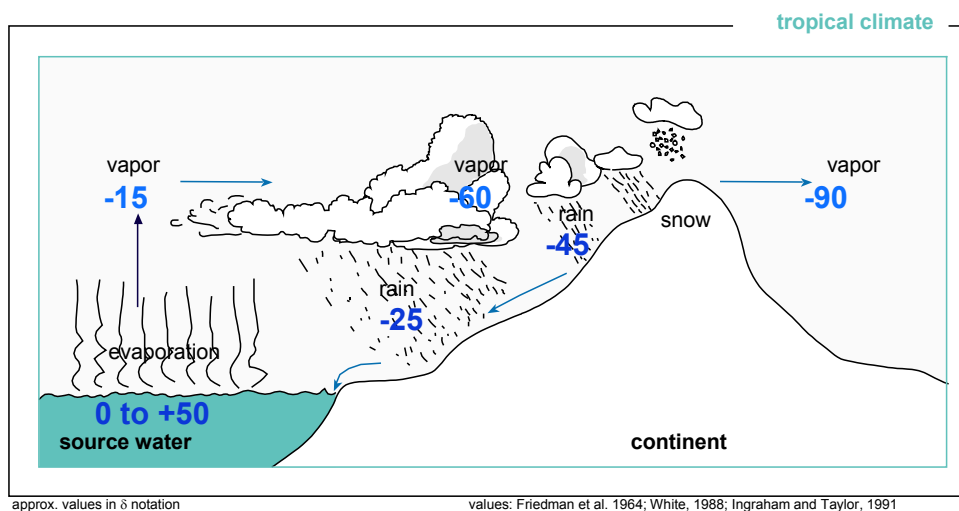 tropical climate
vapor
-15
vapor
-60
vapor
-90
rain
-45
snow
rain
-25
evaporation
0 to +50
source water
continent
approx. values in δ notation
values: Friedman et al. 1964; White, 1988; Ingraham and Taylor, 1991